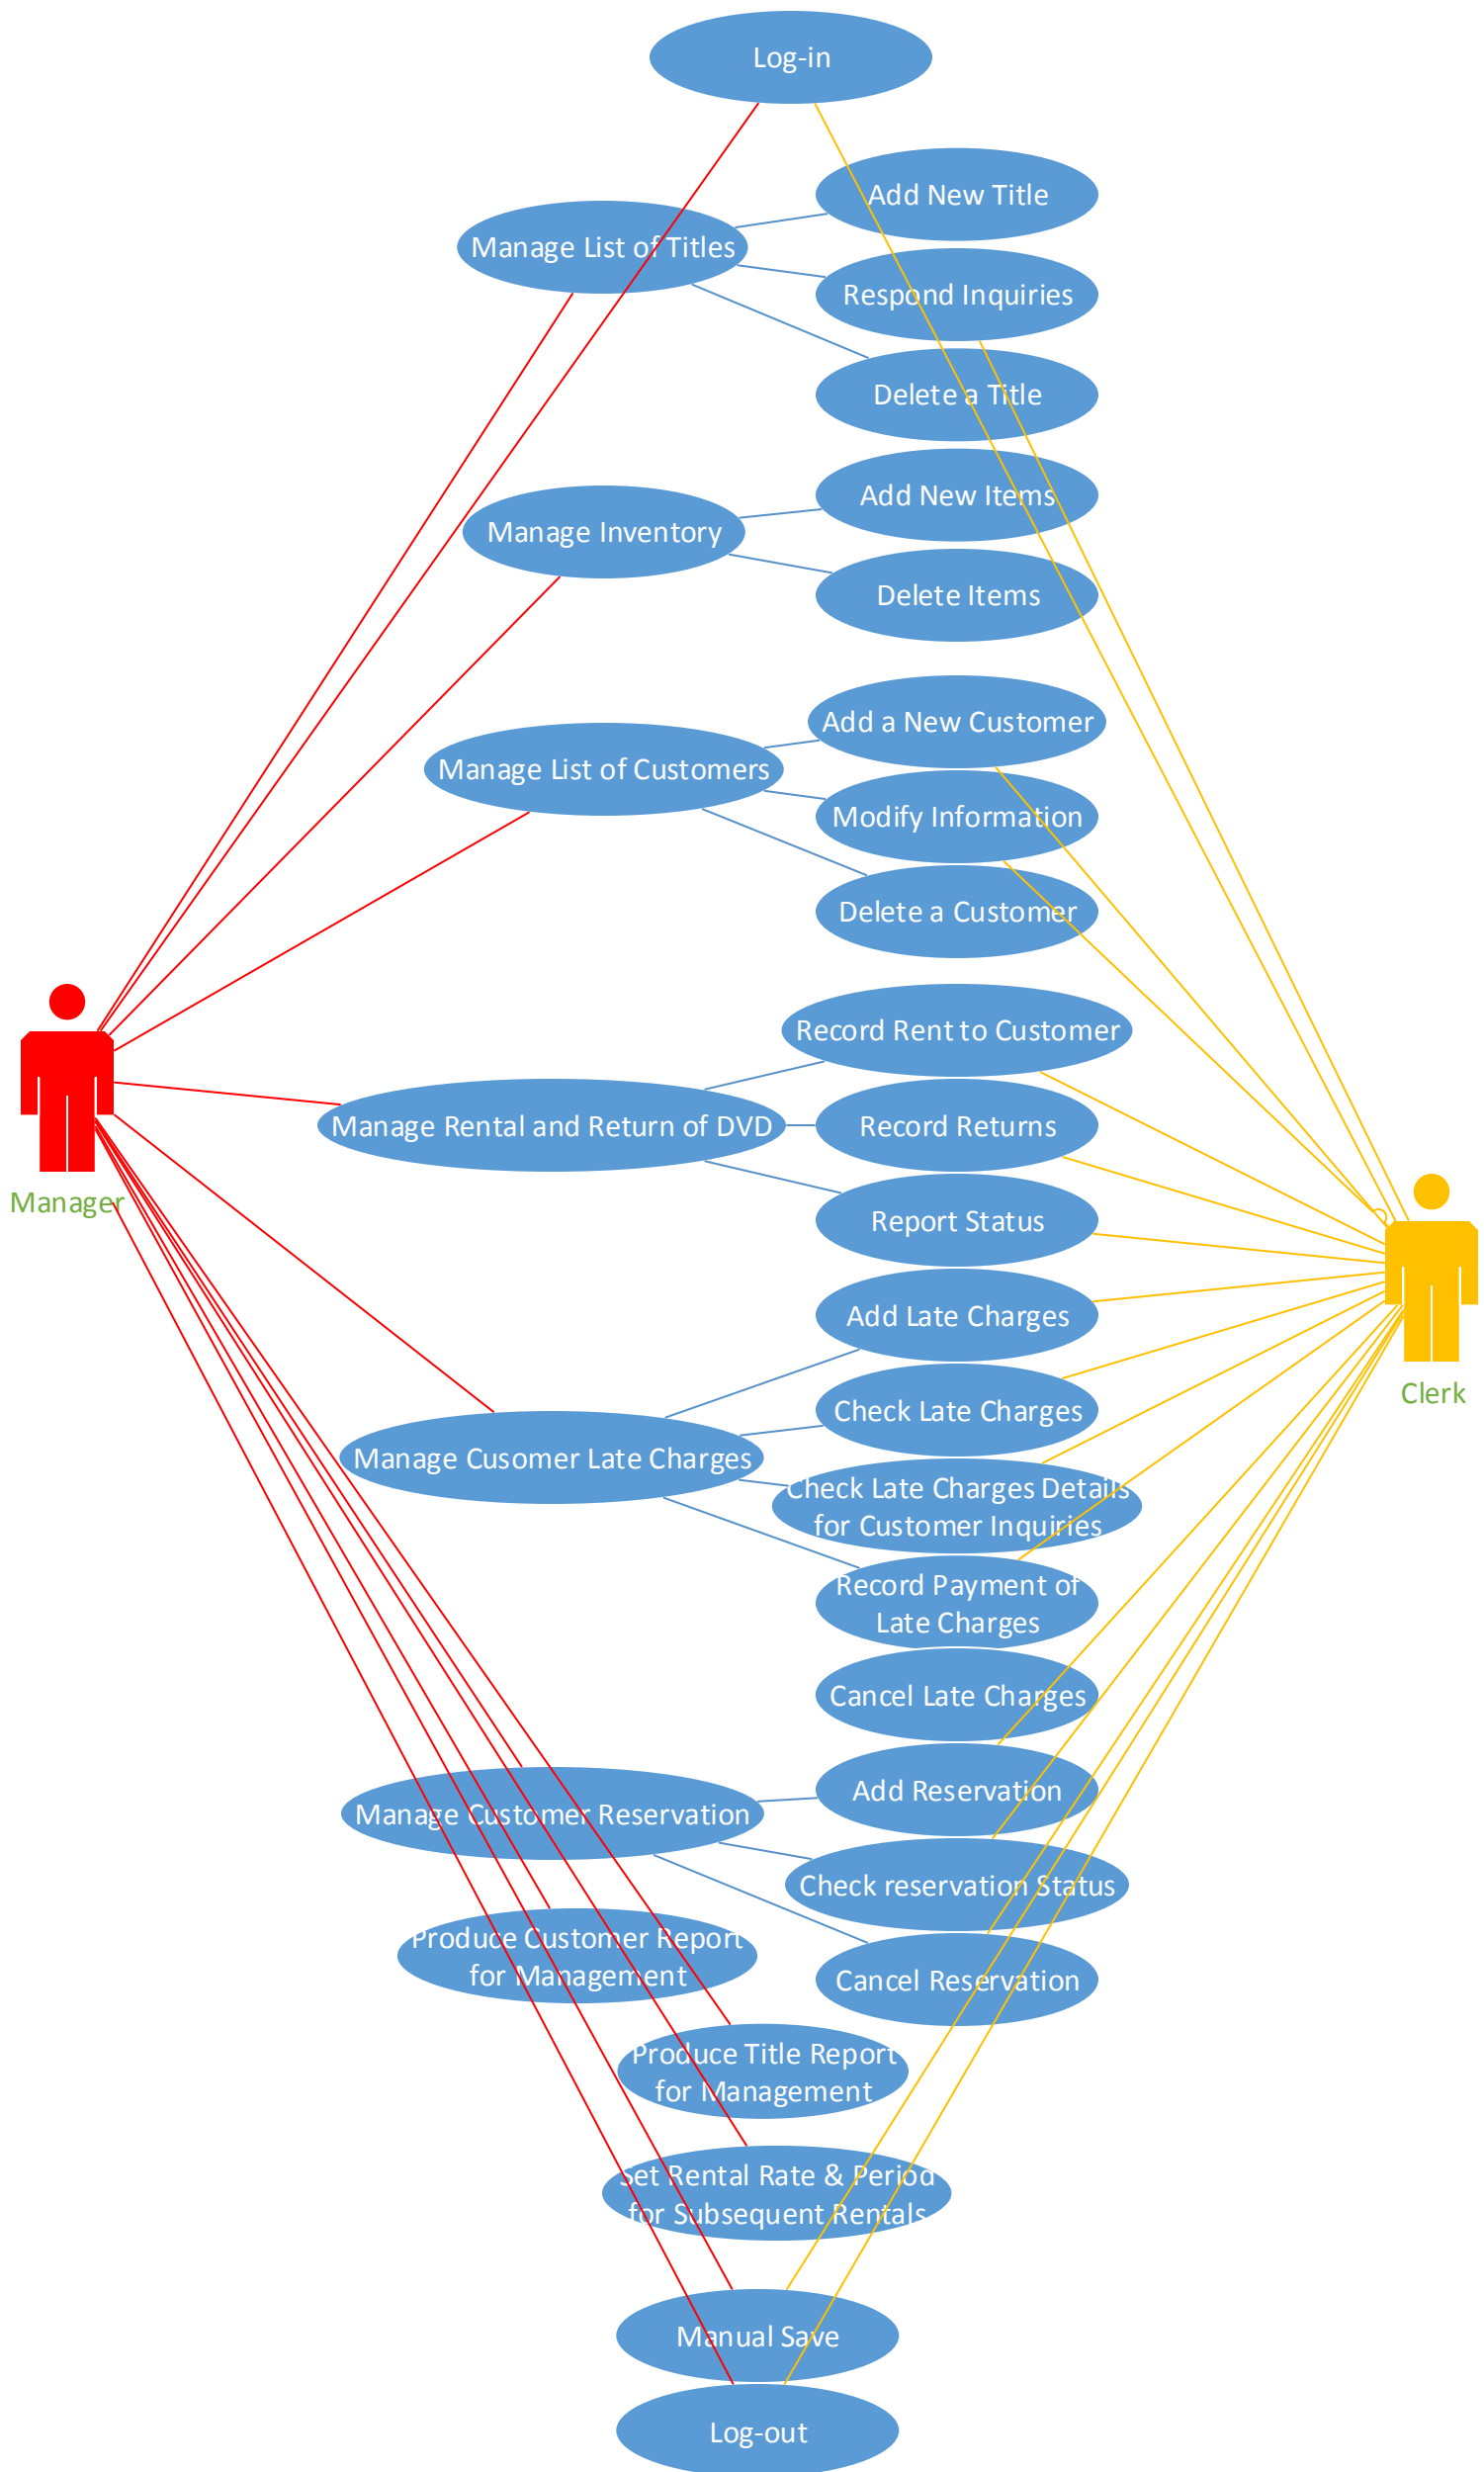 Log-in
Add New Title
Manage List of Titles
Respond Inquiries
Delete a Title
Add New Items
Manage Inventory
Delete Items
Add a New Customer
Manage List of Customers
Modify Information
Delete a Customer
Record Rent to Customer
Manage Rental and Return of DVD
Record Returns
Manager
Report Status
Add Late Charges
Clerk
Check Late Charges
Manage Cusomer Late Charges
Check Late Charges Details
for Customer Inquiries
Record Payment of
Late Charges
Cancel Late Charges
Add Reservation
Manage Customer Reservation
Check reservation Status
Produce Customer Report
for Management
Cancel Reservation
Produce Title Report
for Management
Set Rental Rate & Period
for Subsequent Rentals
Manual Save
Log-out